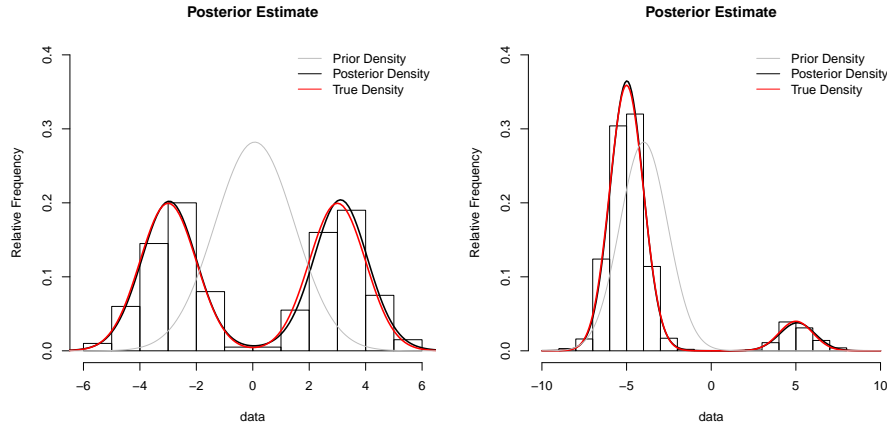 Posterior Estimate
Prior Density
Posterior Density
True Density
Relative Frequency
0.0 0.1 0.2 0.3 0.4
−6 −4 −2 0 2 4 6
data
Posterior Estimate
Prior Density
Posterior Density
True Density
Relative Frequency
0.0 0.1 0.2 0.3 0.4
−10 −5 0 5 10
data